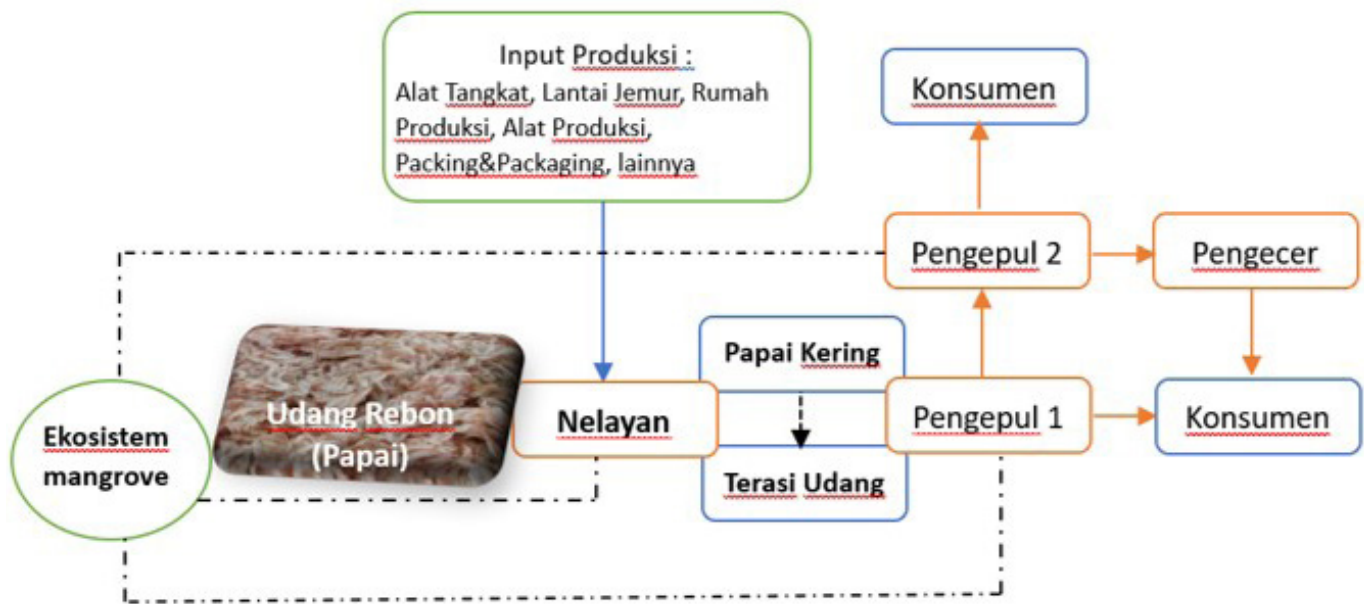 Input Produksi :
Alat Tangkat, Lantai Jemur, Rumah
Produksi, Alat Produksi,
Packing&Packaging, lainnya
Konsumen
Pengepul 2
Pengecer
Papai Kering
Udang Rebon
(Papai)
Nelayan
Pengepul 1
Konsumen
Ekosistem
mangrove
Terasi Udang